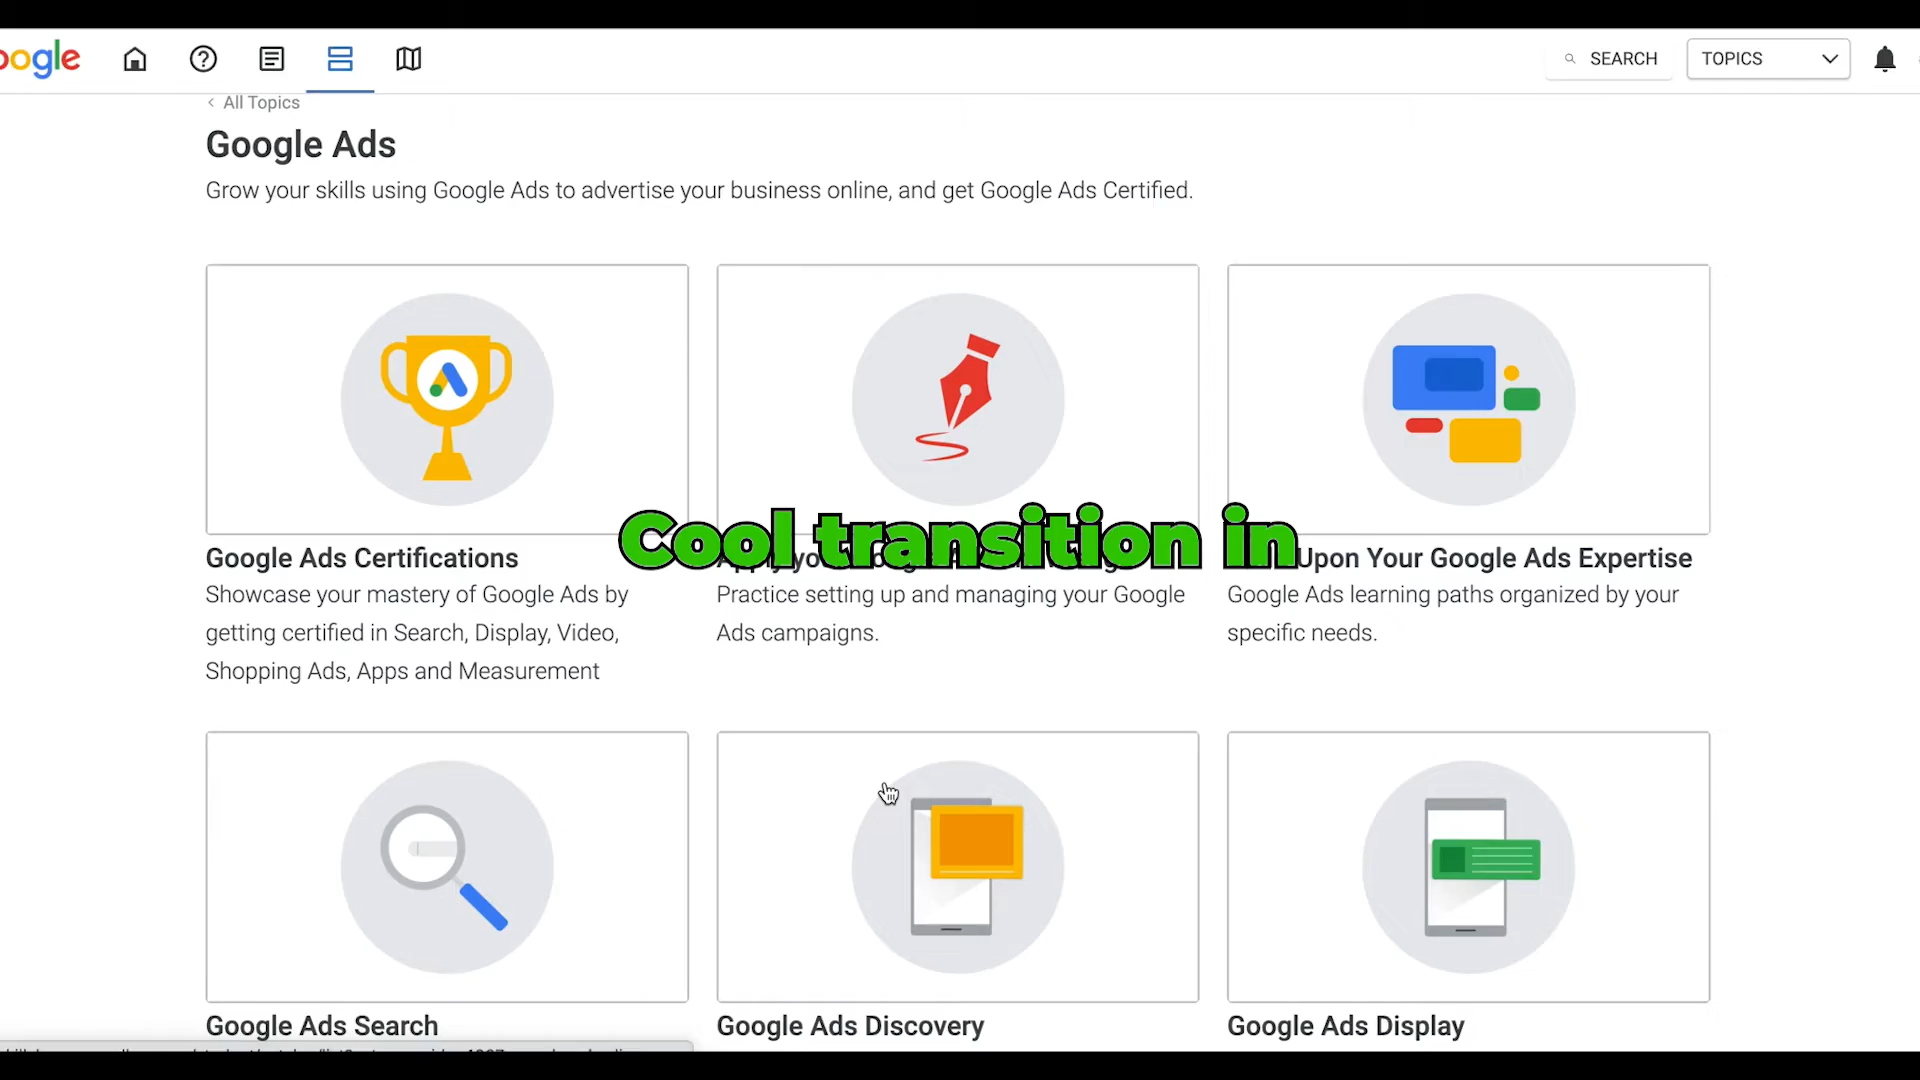 oogle
SEARCH
TOPICS
All Topics
Google Ads
Grow your skills using Google Ads to advertise your business online, and get Google Ads Certified.
Cool transition in
Google Ads Certifications
Showcase your mastery of Google Ads by
getting certified in Search, Display, Video,
Shopping Ads, Apps and Measurement
Practice setting up and managing your Google
Ads campaigns.
Upon Your Google Ads Expertise
Google Ads learning paths organized by your
specific needs.
Google Ads Search
Google Ads Discovery
Google Ads Display